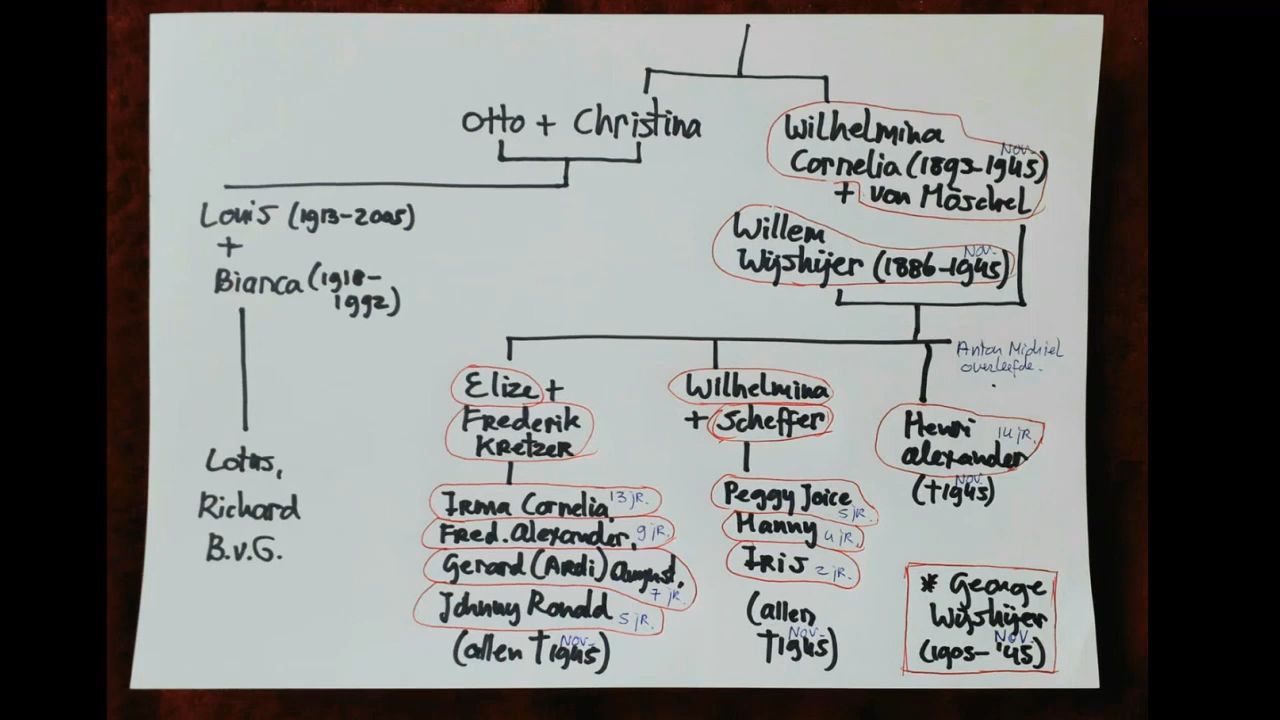 Otto + Christina
Wilhelmina
Nov.
Cornelia (1893-1945)
+ von Möschel
Willem
Nov.
Wijshijer (1886-1945)
Louis (1913-2005)
+
Bianca (1918-
1992)
Anton Michiel
overleefde.
Elize +
Frederik
Kretzer
Wilhelmina
+ Scheffer
Henri 14 jr.
Alexander
Nov.
(†1945)
Lotus,
Richard
B.v.G.
Irma Cornelia, 13 jr.
Fred. Alexander, 9 jr.
Gerard (Ardi) August,
7 jr.
Johnny Ronald 5 jr.
Nov.
(allen †1945)
Peggy Joice
5 jr.
Hanny 4 jr.
Iris 2 jr.
(allen
Nov.
†1945)
* George
Wijshijer
Nov.
(1905-'45)